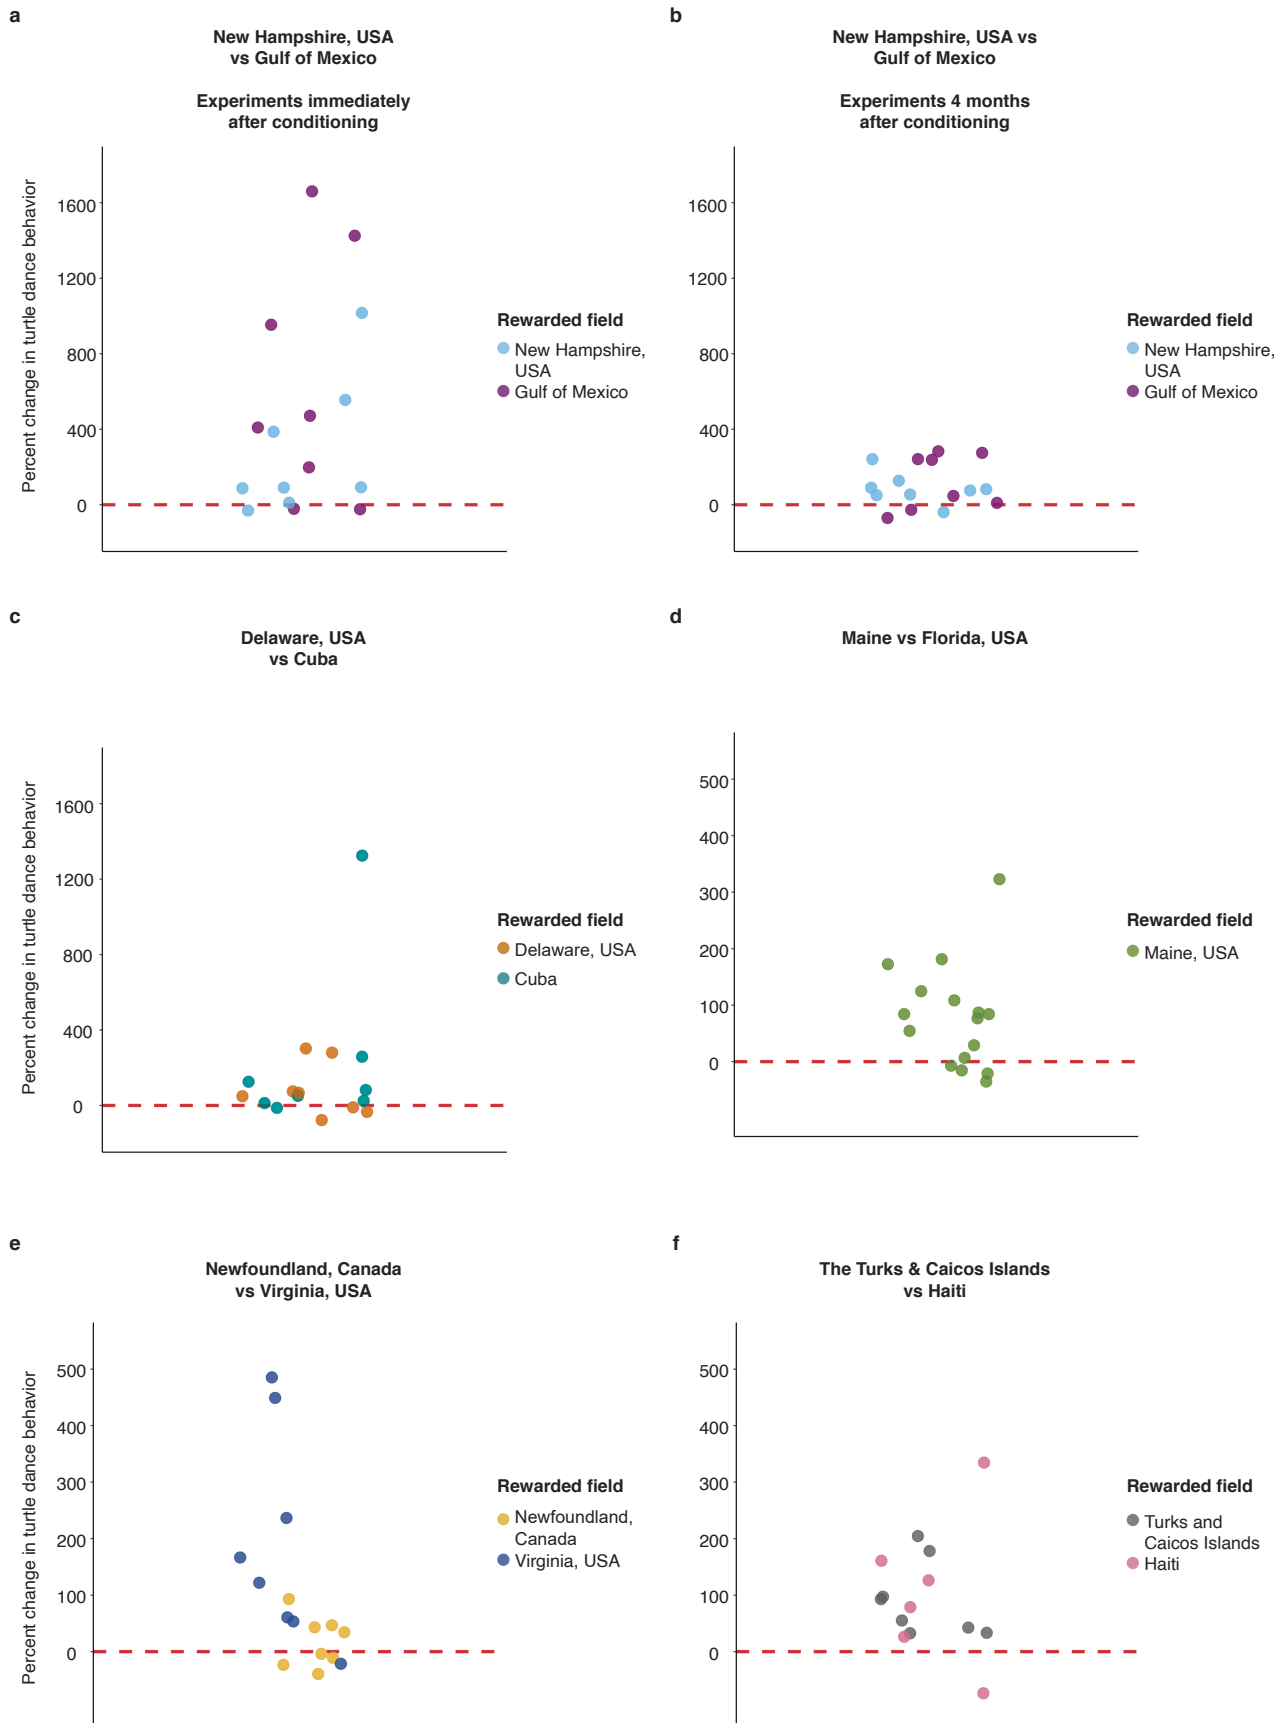 a
New Hampshire, USA
vs Gulf of Mexico
Experiments immediately
after conditioning
Percent change in turtle dance behavior
1600
1200
800
400
0
Rewarded field
New Hampshire,
USA
Gulf of Mexico
b
New Hampshire, USA vs
Gulf of Mexico
Experiments 4 months
after conditioning
1600
1200
800
400
0
Rewarded field
New Hampshire,
USA
Gulf of Mexico
c
Delaware, USA
vs Cuba
Percent change in turtle dance behavior
1600
1200
800
400
0
Rewarded field
Delaware, USA
Cuba
d
Maine vs Florida, USA
500
400
300
200
100
0
Rewarded field
Maine, USA
e
Newfoundland, Canada
vs Virginia, USA
Percent change in turtle dance behavior
500
400
300
200
100
0
Rewarded field
Newfoundland,
Canada
Virginia, USA
f
The Turks & Caicos Islands
vs Haiti
500
400
300
200
100
0
Rewarded field
Turks and
Caicos Islands
Haiti